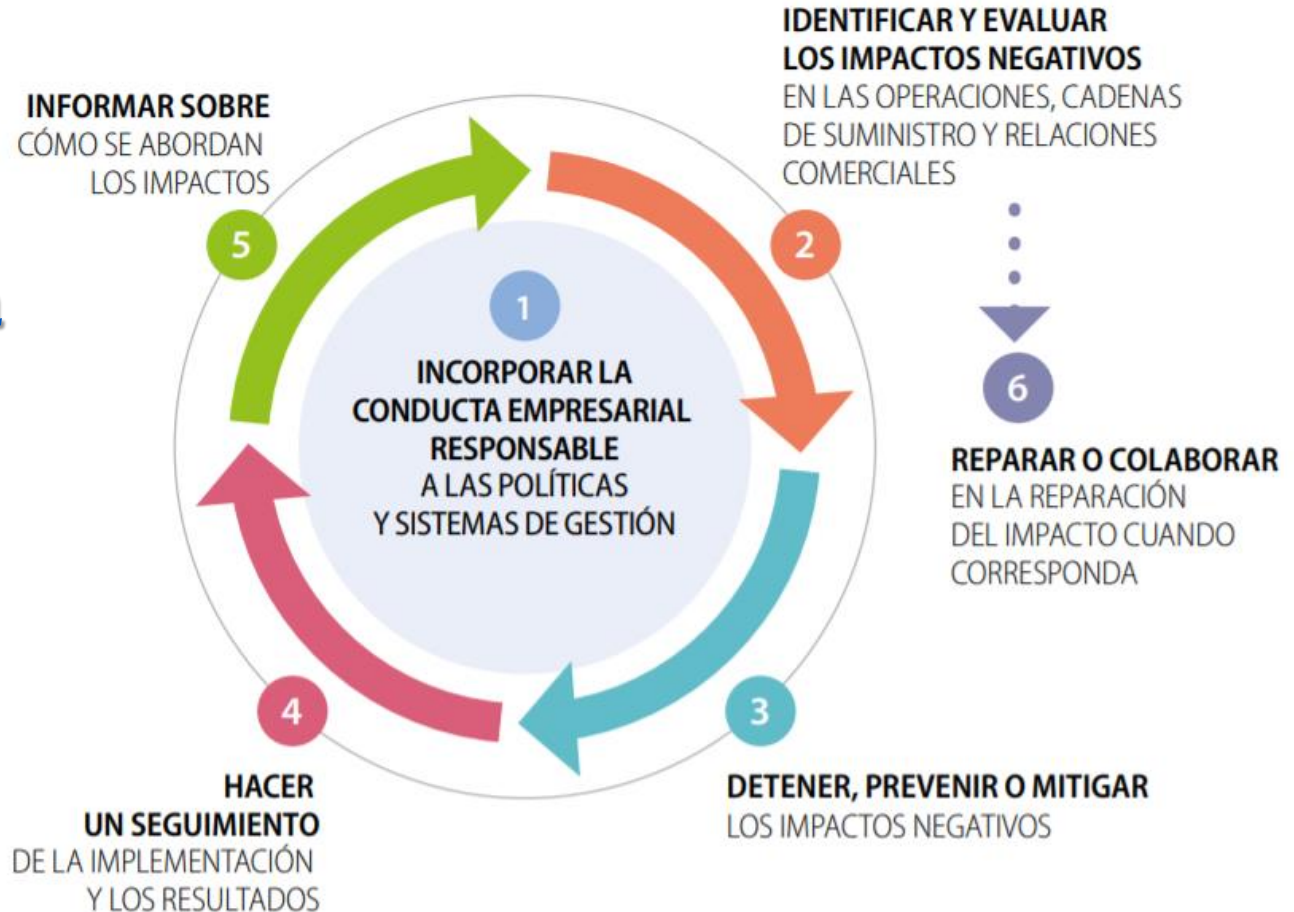 1
INCORPORAR LA
CONDUCTA EMPRESARIAL
RESPONSABLE
A LAS POLÍTICAS
Y SISTEMAS DE GESTIÓN
2
IDENTIFICAR Y EVALUAR
LOS IMPACTOS NEGATIVOS
EN LAS OPERACIONES, CADENAS
DE SUMINISTRO Y RELACIONES
COMERCIALES
3
DETENER, PREVENIR O MITIGAR
LOS IMPACTOS NEGATIVOS
4
HACER
UN SEGUIMIENTO
DE LA IMPLEMENTACIÓN
Y LOS RESULTADOS
5
INFORMAR SOBRE
CÓMO SE ABORDAN
LOS IMPACTOS
6
REPARAR O COLABORAR
EN LA REPARACIÓN
DEL IMPACTO CUANDO
CORRESPONDA